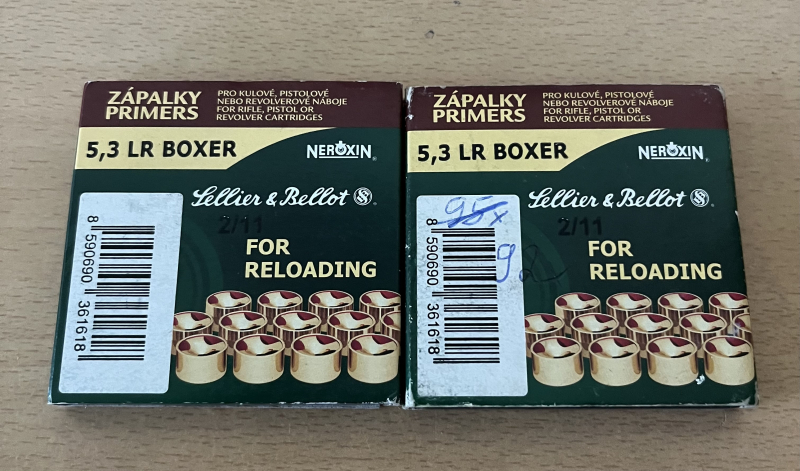 ZÁPALKY
PRIMERS
PRO KULOVÉ, PISTOLOVÉ
NEBO REVOLVEROVÉ NÁBOJE
FOR RIFLE, PISTOL OR
REVOLVER CARTRIDGES
5,3 LR BOXER
NEROXIN
Sellier & Bellot
2/11
FOR
RELOADING
8 590690 361618
ZÁPALKY
PRIMERS
PRO KULOVÉ, PISTOLOVÉ
NEBO REVOLVEROVÉ NÁBOJE
FOR RIFLE, PISTOL OR
REVOLVER CARTRIDGES
5,3 LR BOXER
NEROXIN
Sellier & Bellot
95x
2/11
92
FOR
RELOADING
8 590690 361618